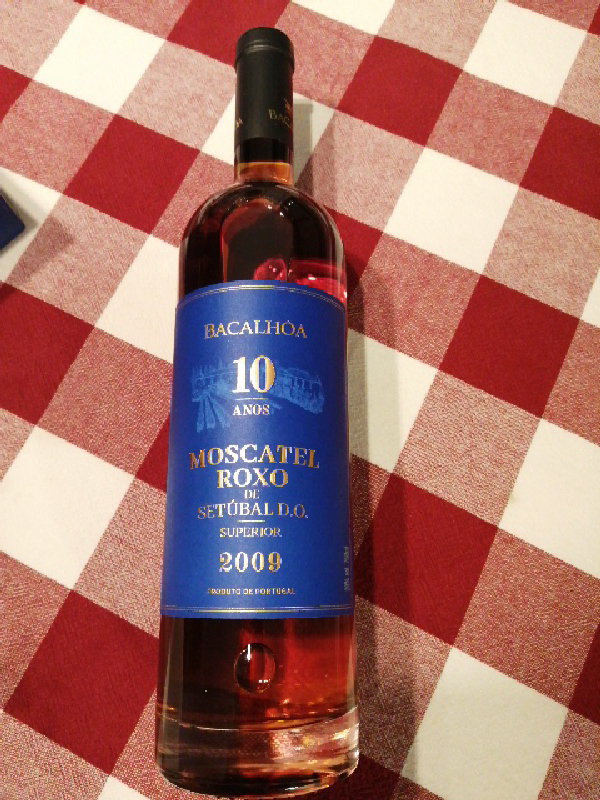 BACALHÔA
10
ANOS
MOSCATEL
ROXO
DE
SETÚBAL D.O.
SUPERIOR
2009
PRODUTO DE PORTUGAL